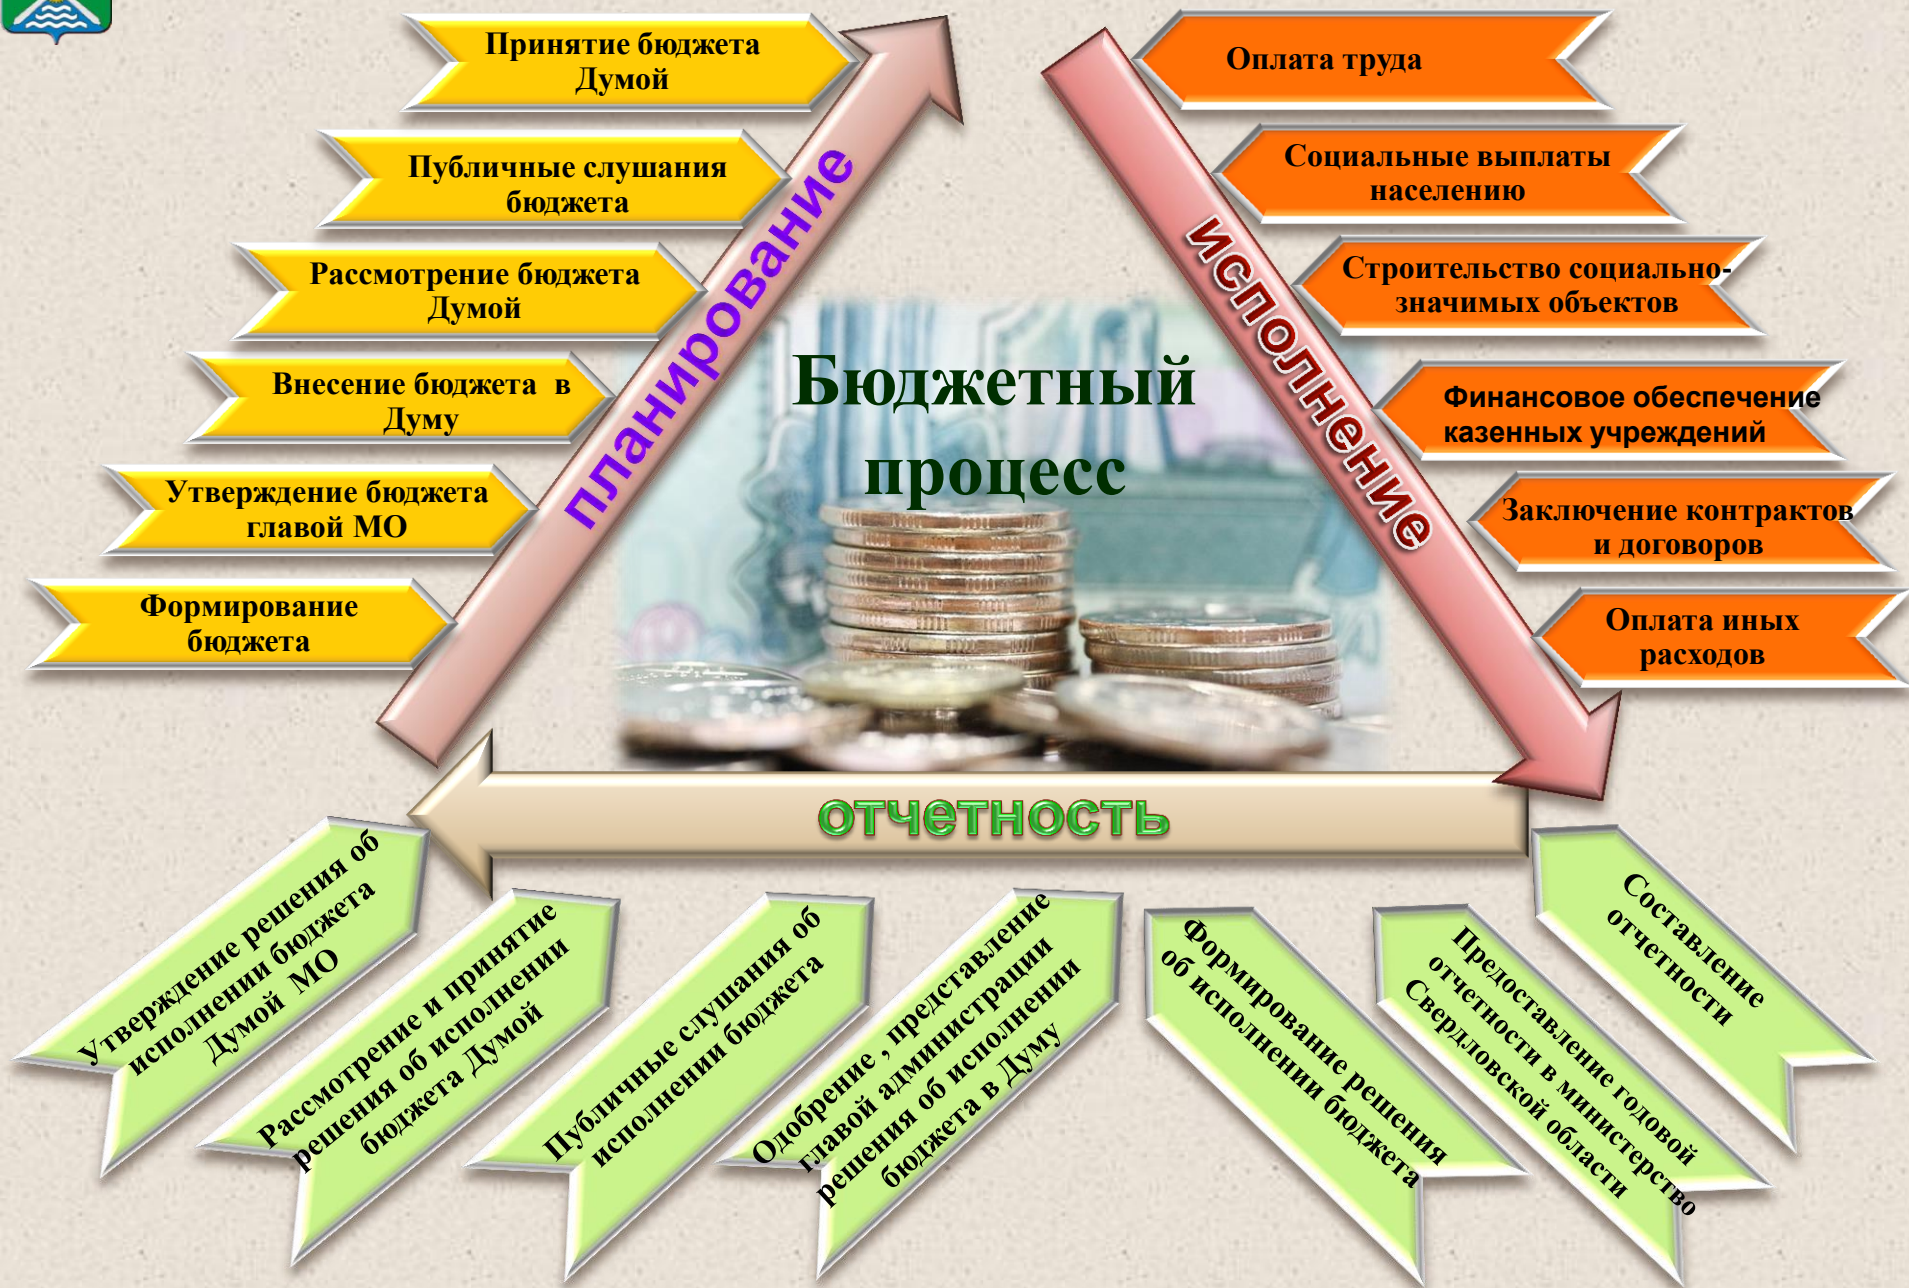 Принятие бюджета
Думой
Публичные слушания
бюджета
Рассмотрение бюджета
Думой
Внесение бюджета в
Думу
Утверждение бюджета
главой МО
Формирование
бюджета
планирование
Бюджетный
процесс
исполнение
Оплата труда
Социальные выплаты
населению
Строительство социально-
значимых объектов
Финансовое обеспечение
казенных учреждений
Заключение контрактов
и договоров
Оплата иных
расходов
отчетность
Утверждение решения об
исполнении бюджета
Думой МО
Рассмотрение и принятие
решения об исполнении
бюджета Думой
Публичные слушания об
исполнении бюджета
Одобрение , представление
главой администрации
решения об исполнении
бюджета в Думу
Формирование решения
об исполнении бюджета
Предоставление годовой
отчетности в министерство
Свердловской области
Составление
отчетности